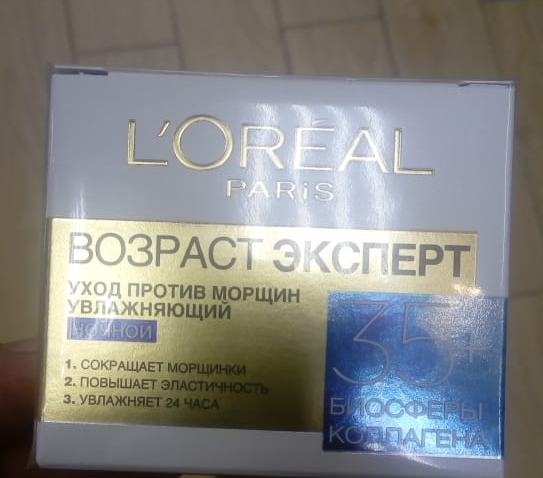 L'ORÉAL
PARiS
ВОЗРАСТ ЭКСПЕРТ
УХОД ПРОТИВ МОРЩИН
УВЛАЖНЯЮЩИЙ
НОЧНОЙ
1. СОКРАЩАЕТ МОРЩИНКИ
2. ПОВЫШАЕТ ЭЛАСТИЧНОСТЬ
3. УВЛАЖНЯЕТ 24 ЧАСА
35+
БИОСФЕРЫ
КОЛЛАГЕНА